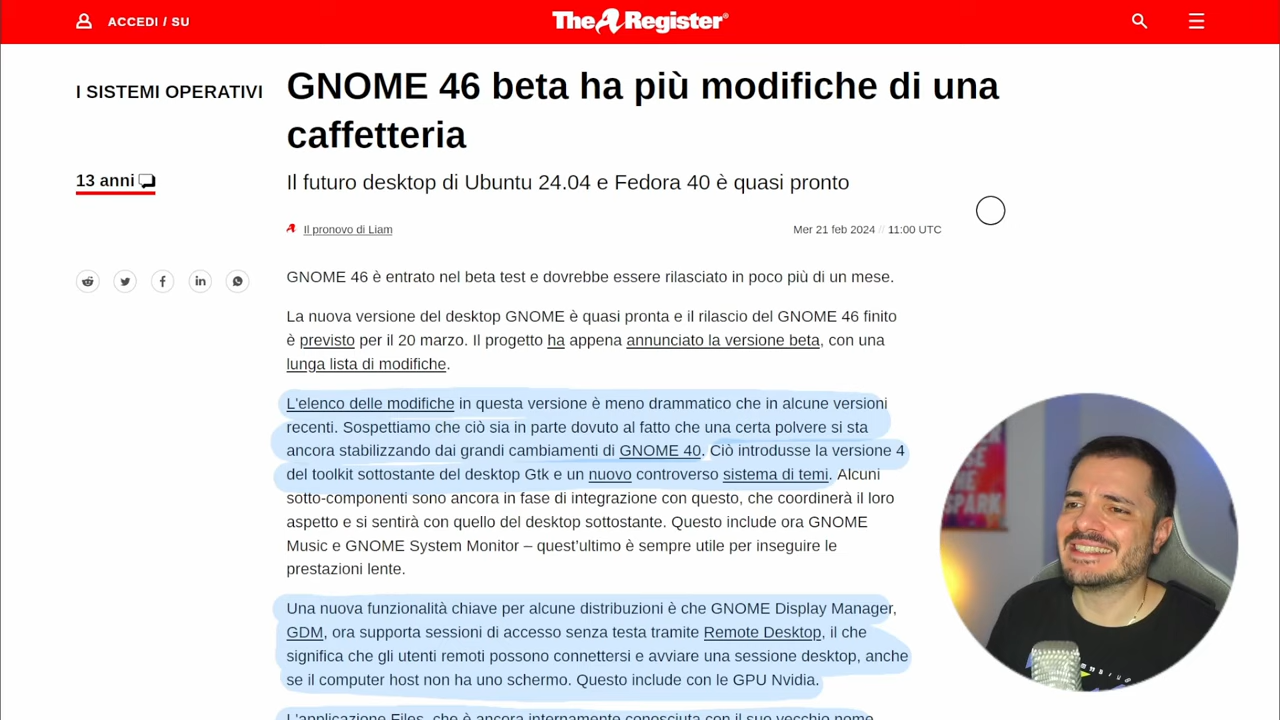 ACCEDI / SU
The Register®
I SISTEMI OPERATIVI
GNOME 46 beta ha più modifiche di una
caffetteria
13 anni
Il futuro desktop di Ubuntu 24.04 e Fedora 40 è quasi pronto
Il pronovo di Liam
Mer 21 feb 2024 // 11:00 UTC
GNOME 46 è entrato nel beta test e dovrebbe essere rilasciato in poco più di un mese.
La nuova versione del desktop GNOME è quasi pronta e il rilascio del GNOME 46 finito
è previsto per il 20 marzo. Il progetto ha appena annunciato la versione beta, con una
lunga lista di modifiche.
L'elenco delle modifiche in questa versione è meno drammatico che in alcune versioni
recenti. Sospettiamo che ciò sia in parte dovuto al fatto che una certa polvere si sta
ancora stabilizzando dai grandi cambiamenti di GNOME 40. Ciò introdusse la versione 4
del toolkit sottostante del desktop Gtk e un nuovo controverso sistema di temi. Alcuni
sotto-componenti sono ancora in fase di integrazione con questo, che coordinerà il loro
aspetto e si sentirà con quello del desktop sottostante. Questo include ora GNOME
Music e GNOME System Monitor – quest'ultimo è sempre utile per inseguire le
prestazioni lente.
Una nuova funzionalità chiave per alcune distribuzioni è che GNOME Display Manager,
GDM, ora supporta sessioni di accesso senza testa tramite Remote Desktop, il che
significa che gli utenti remoti possono connettersi e avviare una sessione desktop, anche
se il computer host non ha uno schermo. Questo include con le GPU Nvidia.
L'applicazione Files, che è ancora internamente conosciuta con il suo vecchio nome
SPARK